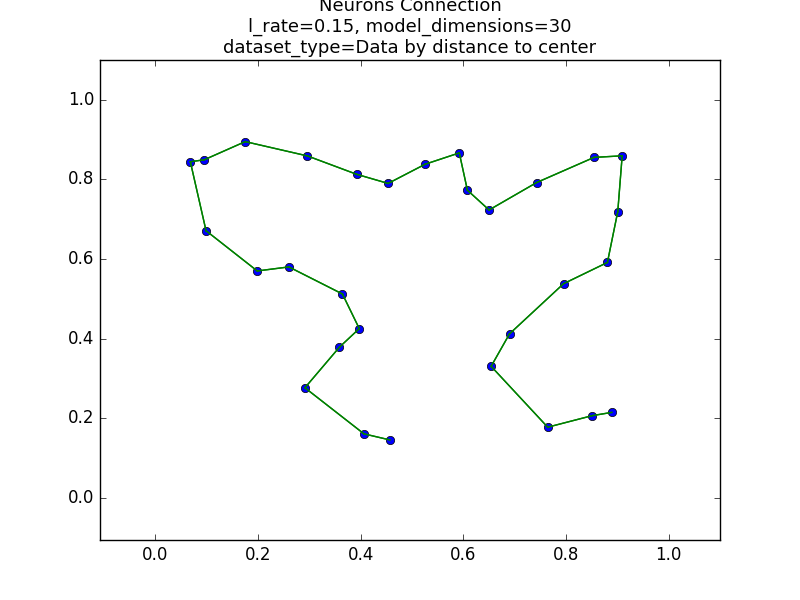 Neurons Connection
l_rate=0.15, model_dimensions=30
dataset_type=Data by distance to center
1.0
0.8
0.6
0.4
0.2
0.0
0.0 0.2 0.4 0.6 0.8 1.0